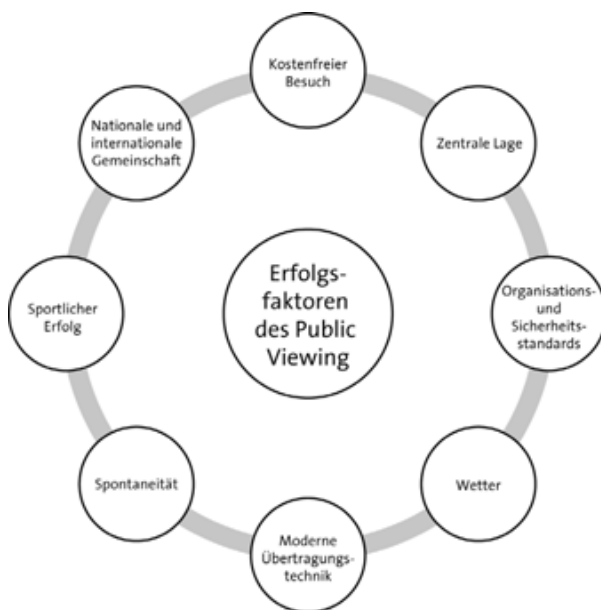 Kostenfreier
Besuch
Zentrale Lage
Organisations-
und
Sicherheits-
standards
Wetter
Moderne
Übertragungs-
technik
Spontaneität
Sportlicher
Erfolg
Nationale und
internationale
Gemeinschaft
Erfolgs-
faktoren
des Public
Viewing